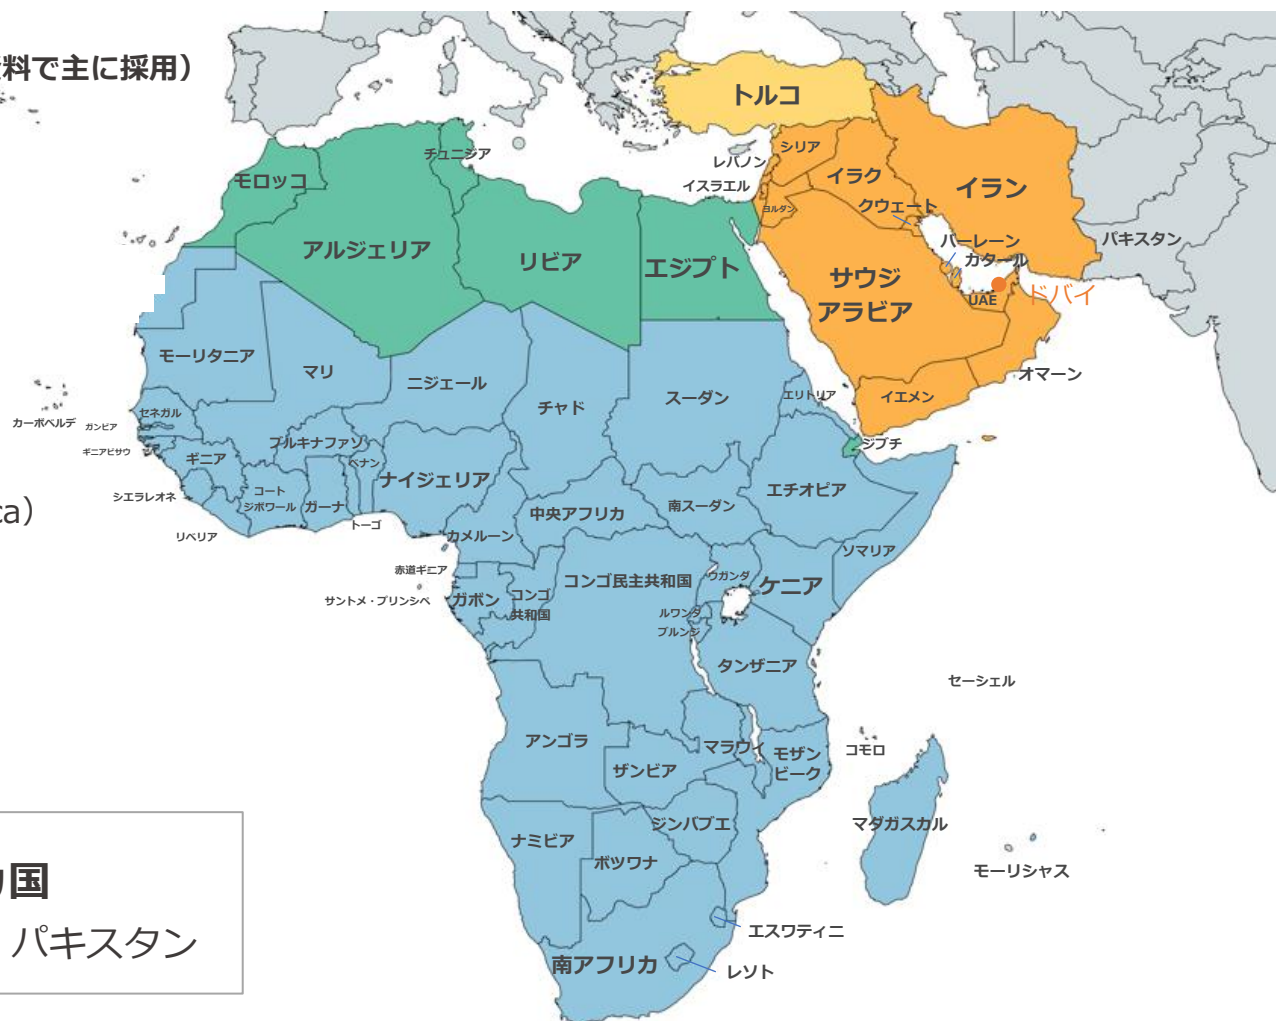 料で主に採用）
トルコ
チュニジア
レバノン
シリア
モロッコ
イスラエル
イラク
イラン
ヨルダン
クウェート
アルジェリア
リビア
エジプト
バーレーン
カタール
パキスタン
サウジ
アラビア
UAE
ドバイ
モーリタニア
マリ
ニジェール
チャド
スーダン
エリトリア
イエメン
オマーン
カーボベルデ
ガンビア
セネガル
ギニアビサウ
ギニア
ブルキナファソ
ベナン
ナイジェリア
ジブチ
シエラレオネ
コート
ジボワール
ガーナ
トーゴ
リベリア
中央アフリカ
南スーダン
エチオピア
ca）
カメルーン
ソマリア
赤道ギニア
サントメ・プリンシペ
ガボン
コンゴ
共和国
コンゴ民主共和国
ウガンダ
ケニア
ルワンダ
ブルンジ
タンザニア
セーシェル
アンゴラ
ザンビア
マラウィ
モザン
ビーク
コモロ
ナミビア
ボツワナ
ジンバブエ
マダガスカル
モーリシャス
国
パキスタン
エスワティニ
南アフリカ
レソト